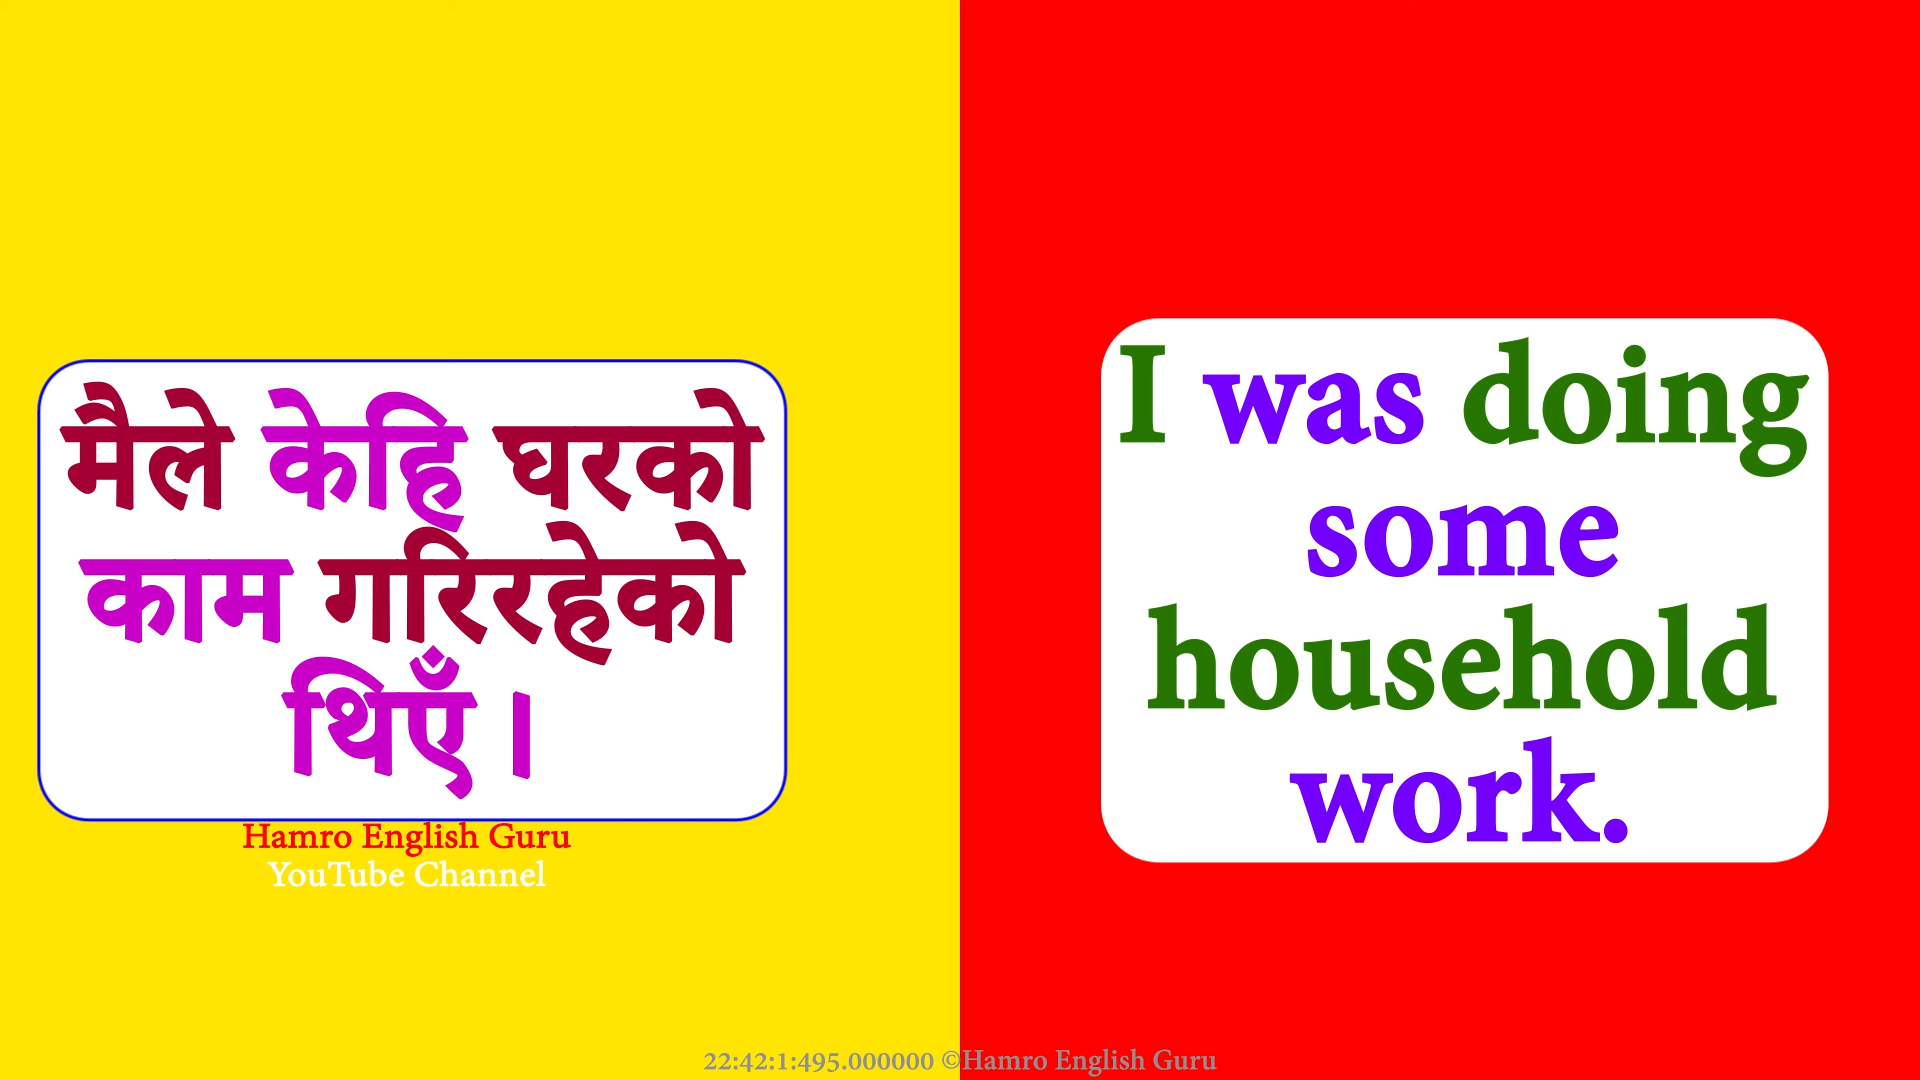 मैले केहि घरको
काम गरिरहेको
थिएँ ।
Hamro English Guru
YouTube Channel
I was doing
some
household
work.
22:42:1:495.000000 ©Hamro English Guru